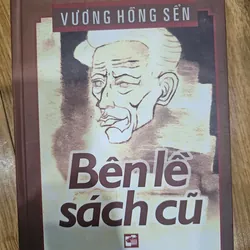 VƯƠNG HỒNG SỂN
Bên lề
sách cũ